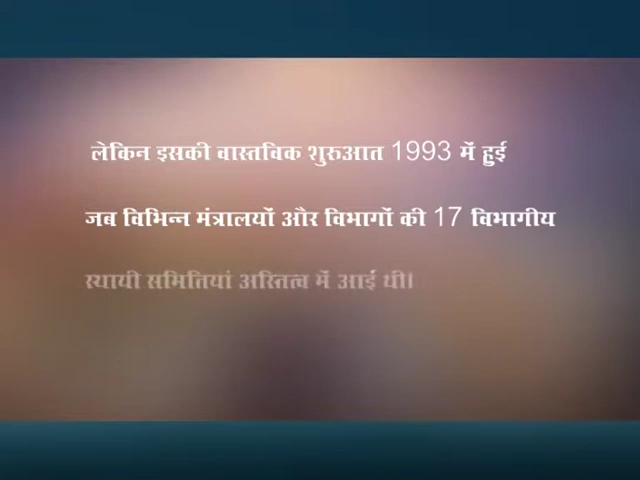 लेकिन इसकी वास्तविक शुरुआत 1993 में हुई
जब विभिन्न मंत्रालयों और विभागों की 17 विभागीय
स्थायी समितियां अस्तित्व में आईं थी।